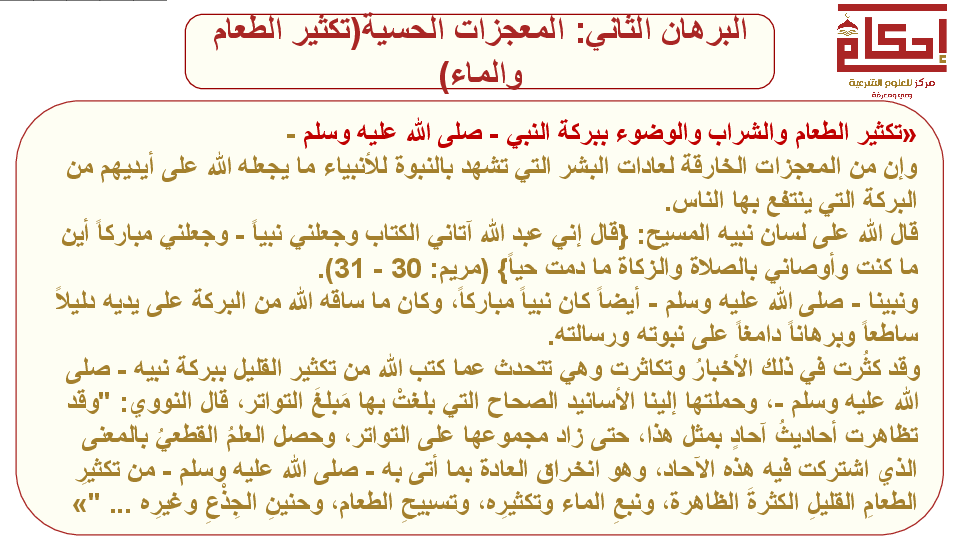 البرهان الثاني: المعجزات الحسية(تكثير الطعام
والماء)
إحكام
مركز للعلوم الشرعية
وعي ومعرفة
«تكثير الطعام والشراب والوضوء ببركة النبي - صلى الله عليه وسلم -
وإن من المعجزات الخارقة لعادات البشر التي تشهد بالنبوة للأنبياء ما يجعله الله على أيديهم من
البركة التي ينتفع بها الناس.
قال الله على لسان نبيه المسيح: {قال إني عبد الله آتاني الكتاب وجعلني نبياً - وجعلني مباركاً أين
ما كنت وأوصاني بالصلاة والزكاة ما دمت حياً} (مريم: 30 - 31).
ونبينا - صلى الله عليه وسلم - أيضاً كان نبياً مباركاً، وكان ما ساقه الله من البركة على يديه دليلاً
ساطعاً وبرهاناً دامغاً على نبوته ورسالته.
وقد كثُرت في ذلك الأخبارُ وتكاثرت وهي تتحدث عما كتب الله من تكثير القليل ببركة نبيه - صلى
الله عليه وسلم -، وحملتها إلينا الأسانيد الصحاح التي بلغتْ بها مَبلغَ التواتر، قال النووي: "وقد
تظاهرت أحاديثُ آحادٍ بمثل هذا، حتى زاد مجموعها على التواتر، وحصل العلمُ القطعيُ بالمعنى
الذي اشتركت فيه هذه الآحاد، وهو انخراق العادة بما أتى به - صلى الله عليه وسلم - من تكثيرِ
الطعامِ القليلِ الكثرةَ الظاهرة، ونبعِ الماء وتكثيرِه، وتسبيحِ الطعام، وحنينِ الجِذْعِ وغيرِه ... "»